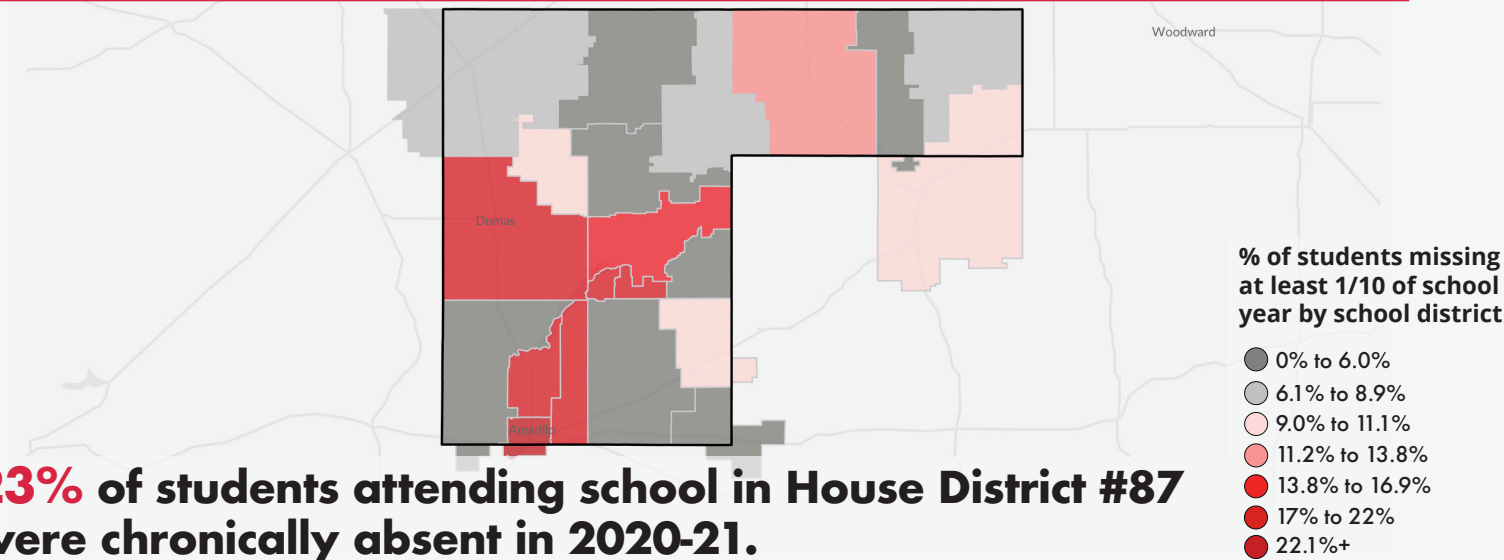 Woodward
Dumas
Amarillo
% of students missing
at least 1/10 of school
year by school district
0% to 6.0%
6.1% to 8.9%
9.0% to 11.1%
11.2% to 13.8%
13.8% to 16.9%
17% to 22%
22.1%+
23% of students attending school in House District #87
were chronically absent in 2020-21.